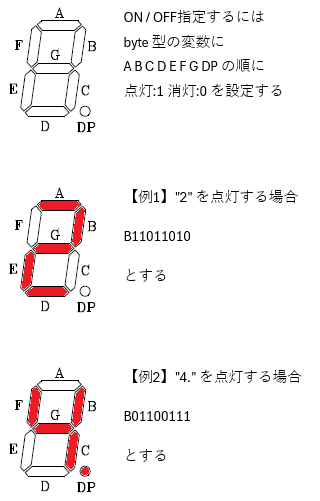 A
F
B
G
E
C
D
DP
ON / OFF指定するには
byte 型の変数に
A B C D E F G DP の順に
点灯:1 消灯:0 を設定する
A
F
B
G
E
C
D
DP
【例1】"2" を点灯する場合
B11011010
とする
A
F
B
G
E
C
D
DP
【例2】"4." を点灯する場合
B01100111
とする